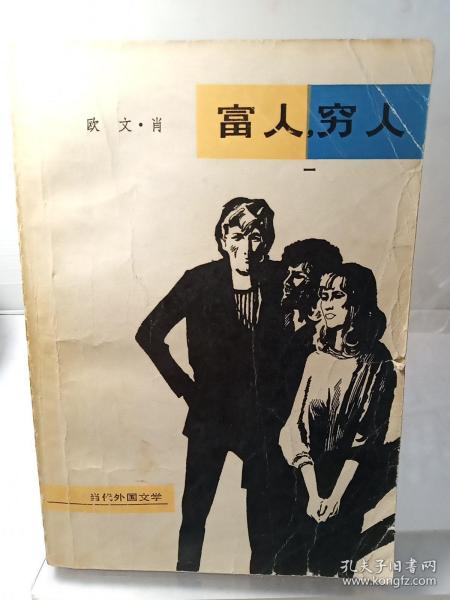 欧文·肖
富人,穷人
一
当代外国文学
孔夫子旧书网
www.kongfz.com